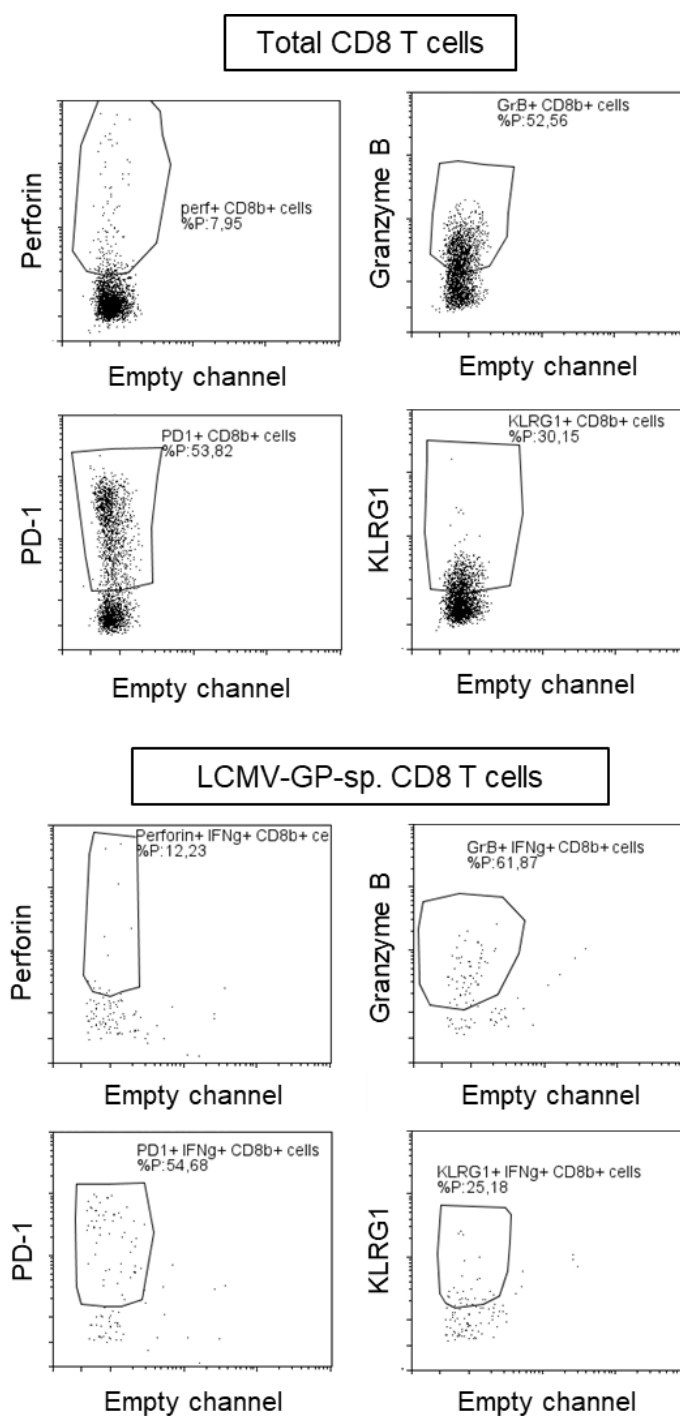 Total CD8 T cells
Perforin
perf+ CD8b+ cells
%P:7,95
Empty channel
Granzyme B
GrB+ CD8b+ cells
%P:52,56
Empty channel
PD-1
PD1+ CD8b+ cells
%P:53,82
Empty channel
KLRG1
KLRG1+ CD8b+ cells
%P:30,15
Empty channel
LCMV-GP-sp. CD8 T cells
Perforin
Perforin+ IFNg+ CD8b+ ce
%P:12,23
Empty channel
Granzyme B
GrB+ IFNg+ CD8b+ cells
%P:61,87
Empty channel
PD-1
PD1+ IFNg+ CD8b+ cells
%P:54,68
Empty channel
KLRG1
KLRG1+ IFNg+ CD8b+ cells
%P:25,18
Empty channel